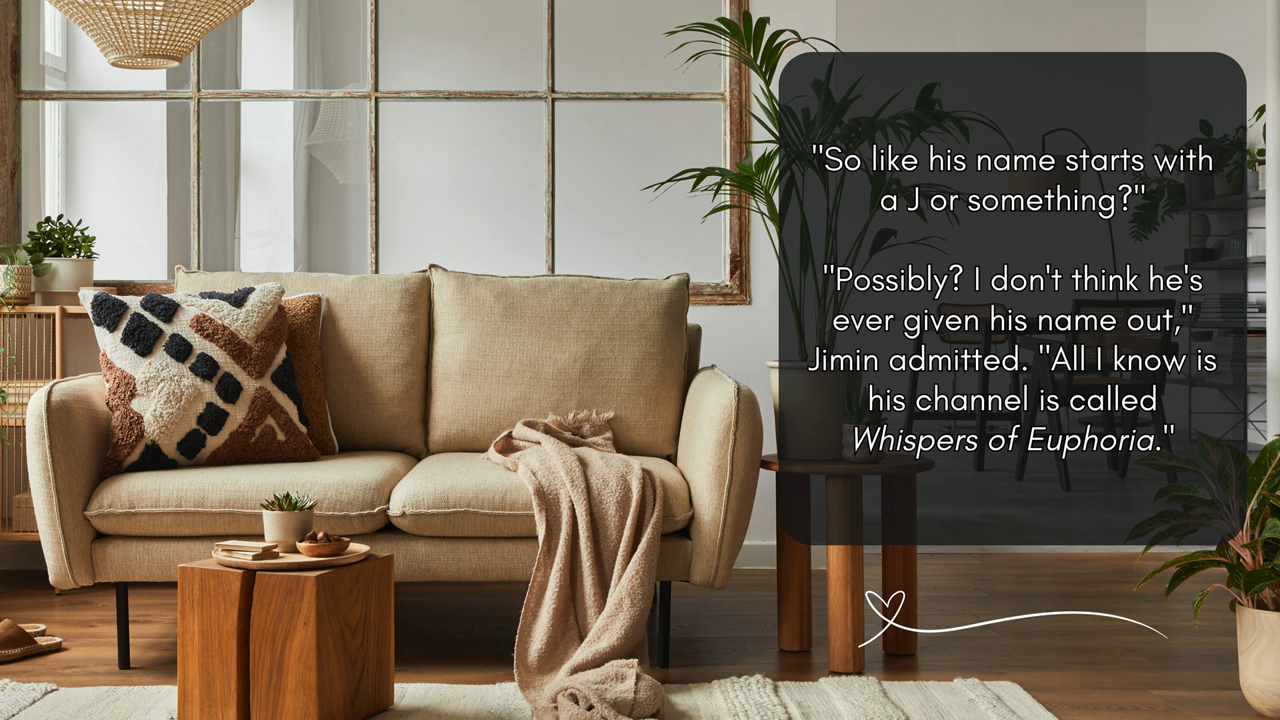 "So like his name starts with
a J or something?"
"Possibly? I don't think he's
ever given his name out,"
Jimin admitted. "All I know is
his channel is called
Whispers of Euphoria."